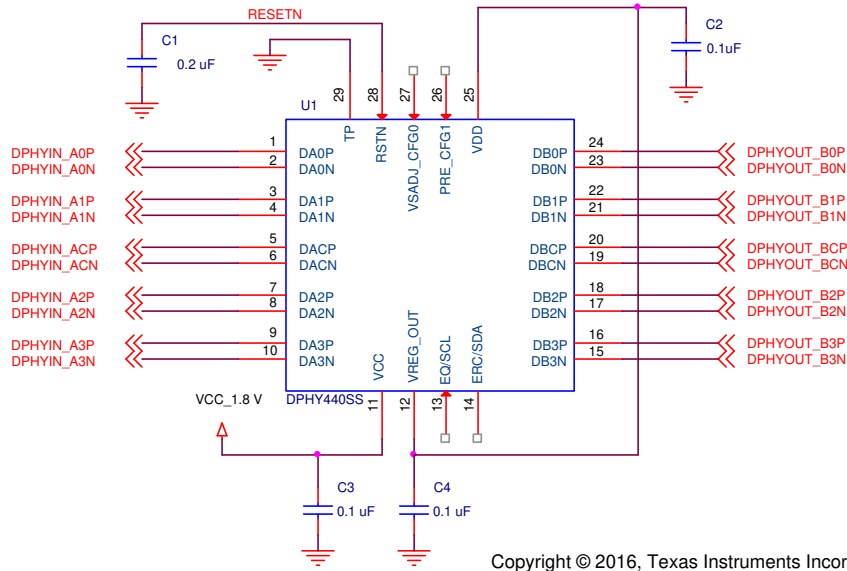 RESETN
C1
0.2 uF
C2
0.1uF
29
28
27
26
25
U1
TP
RSTN
VSADJ_CFG0
PRE_CFG1
VDD
DPHYIN_A0P 1 DA0P DB0P 24 DPHYOUT_B0P
DPHYIN_A0N 2 DA0N DB0N 23 DPHYOUT_B0N
DPHYIN_A1P 3 DA1P DB1P 22 DPHYOUT_B1P
DPHYIN_A1N 4 DA1N DB1N 21 DPHYOUT_B1N
DPHYIN_ACP 5 DACP DBCP 20 DPHYOUT_BCP
DPHYIN_ACN 6 DACN DBCN 19 DPHYOUT_BCN
DPHYIN_A2P 7 DA2P DB2P 18 DPHYOUT_B2P
DPHYIN_A2N 8 DA2N DB2N 17 DPHYOUT_B2N
DPHYIN_A3P 9 DA3P DB3P 16 DPHYOUT_B3P
DPHYIN_A3N 10 DA3N DB3N 15 DPHYOUT_B3N
VCC
VREG_OUT
EQ/SCL
ERC/SDA
VCC_1.8 V
DPHY440SS
11
12
13
14
C3
0.1 uF
C4
0.1 uF
Copyright © 2016, Texas Instruments Incor